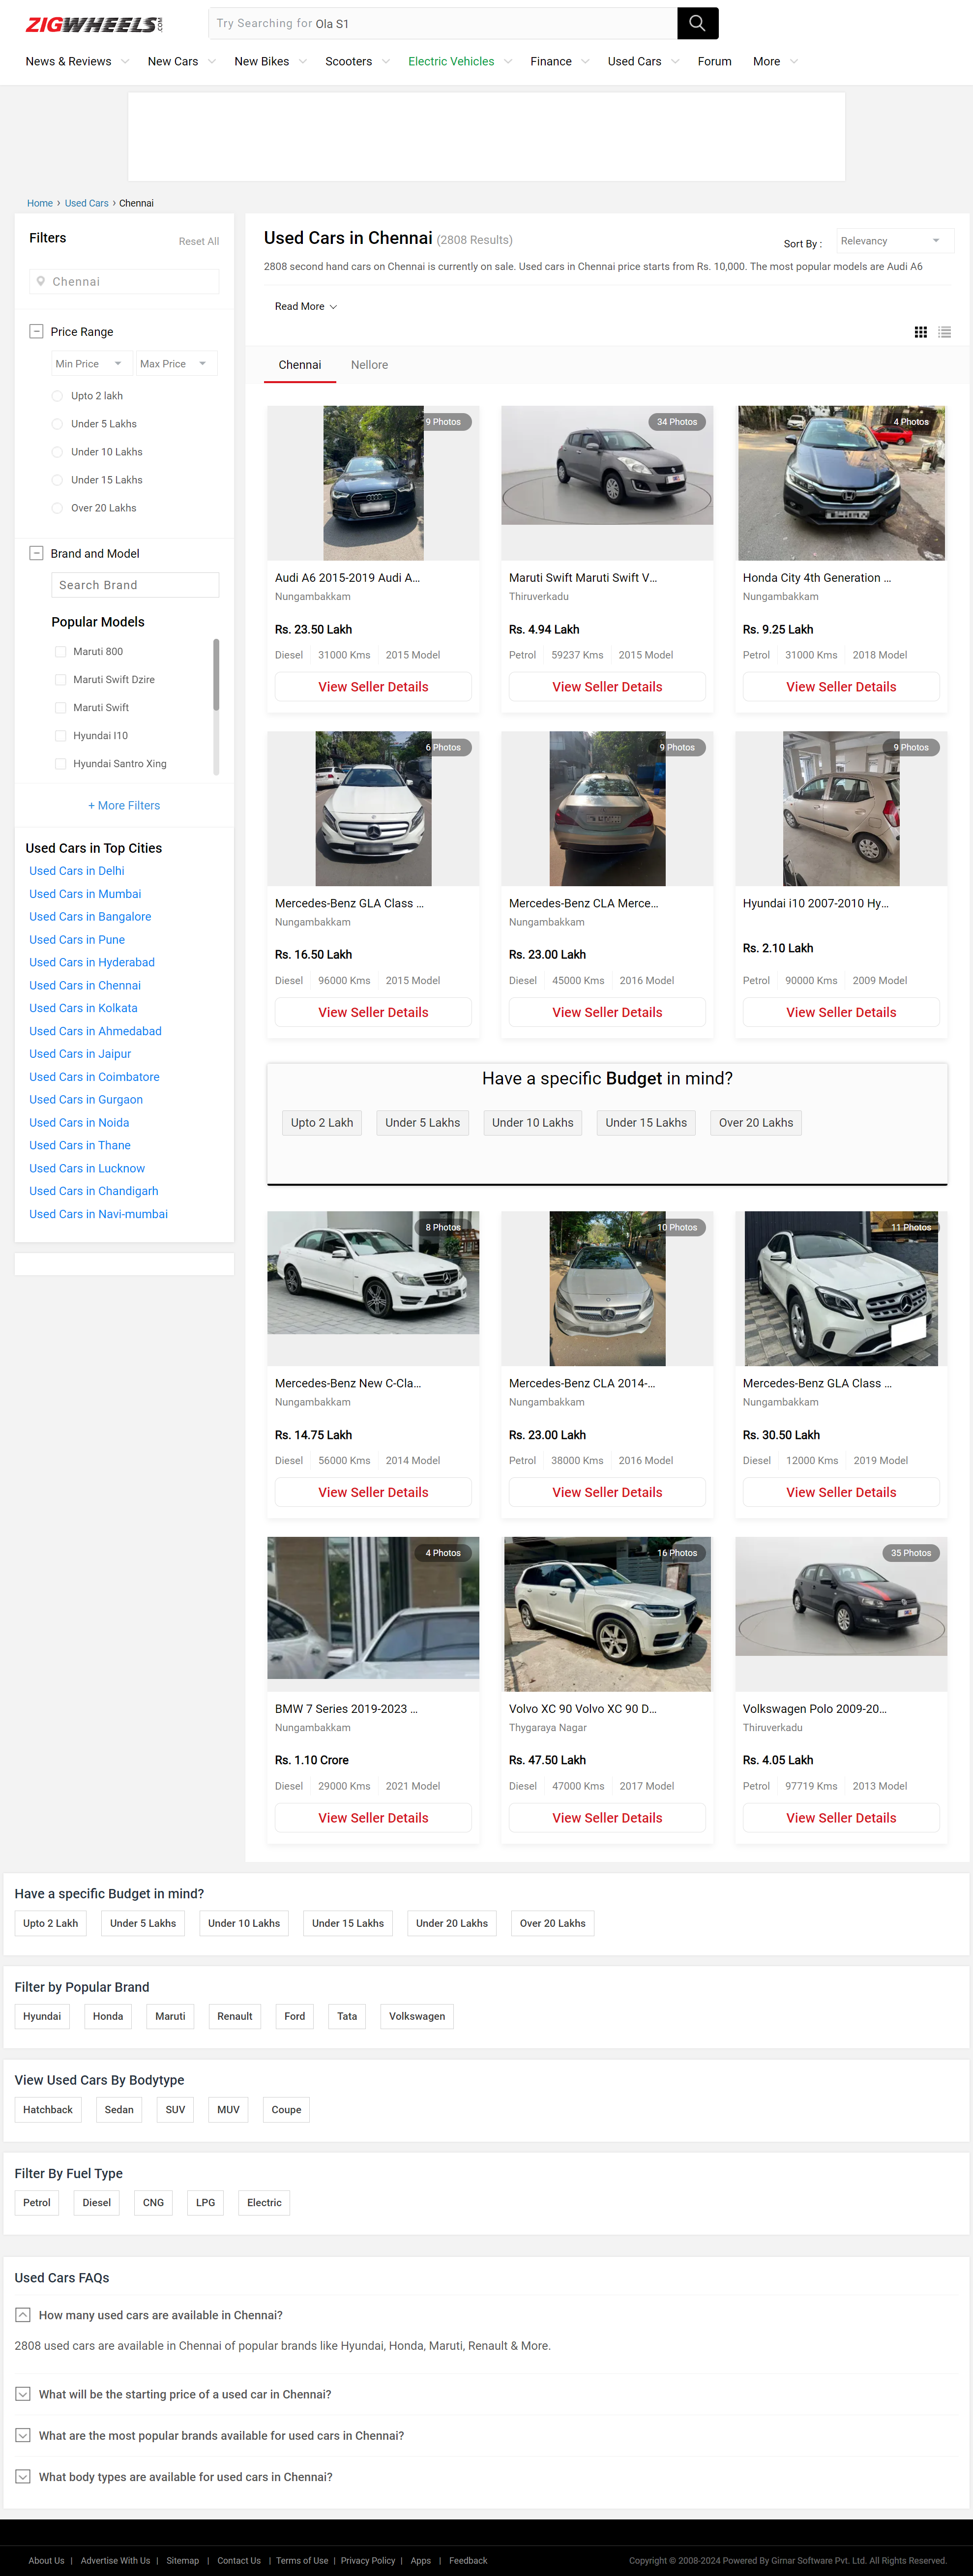 ZIGWHEELS.COM
Try Searching for Ola S1
News & Reviews New Cars New Bikes Scooters Electric Vehicles Finance Used Cars Forum More
Home › Used Cars › Chennai
Filters
Reset All
Chennai
Price Range
Min Price Max Price
Upto 2 lakh
Under 5 Lakhs
Under 10 Lakhs
Under 15 Lakhs
Over 20 Lakhs
Brand and Model
Search Brand
Popular Models
Maruti 800
Maruti Swift Dzire
Maruti Swift
Hyundai I10
Hyundai Santro Xing
+ More Filters
Used Cars in Top Cities
Used Cars in Delhi
Used Cars in Mumbai
Used Cars in Bangalore
Used Cars in Pune
Used Cars in Hyderabad
Used Cars in Chennai
Used Cars in Kolkata
Used Cars in Ahmedabad
Used Cars in Jaipur
Used Cars in Coimbatore
Used Cars in Gurgaon
Used Cars in Noida
Used Cars in Thane
Used Cars in Lucknow
Used Cars in Chandigarh
Used Cars in Navi-mumbai
Used Cars in Chennai (2808 Results)
Sort By : Relevancy
2808 second hand cars on Chennai is currently on sale. Used cars in Chennai price starts from Rs. 10,000. The most popular models are Audi A6
Read More
Chennai Nellore
9 Photos
Audi A6 2015-2019 Audi A...
Nungambakkam
Rs. 23.50 Lakh
Diesel 31000 Kms 2015 Model
View Seller Details
34 Photos
Maruti Swift Maruti Swift V...
Thiruverkadu
Rs. 4.94 Lakh
Petrol 59237 Kms 2015 Model
View Seller Details
4 Photos
Honda City 4th Generation ...
Nungambakkam
Rs. 9.25 Lakh
Petrol 31000 Kms 2018 Model
View Seller Details
6 Photos
Mercedes-Benz GLA Class ...
Nungambakkam
Rs. 16.50 Lakh
Diesel 96000 Kms 2015 Model
View Seller Details
9 Photos
Mercedes-Benz CLA Merce...
Nungambakkam
Rs. 23.00 Lakh
Diesel 45000 Kms 2016 Model
View Seller Details
9 Photos
Hyundai i10 2007-2010 Hy...
Rs. 2.10 Lakh
Petrol 90000 Kms 2009 Model
View Seller Details
Have a specific Budget in mind?
Upto 2 Lakh Under 5 Lakhs Under 10 Lakhs Under 15 Lakhs Over 20 Lakhs
8 Photos
Mercedes-Benz New C-Cla...
Nungambakkam
Rs. 14.75 Lakh
Diesel 56000 Kms 2014 Model
View Seller Details
10 Photos
Mercedes-Benz CLA 2014-...
Nungambakkam
Rs. 23.00 Lakh
Petrol 38000 Kms 2016 Model
View Seller Details
11 Photos
Mercedes-Benz GLA Class ...
Nungambakkam
Rs. 30.50 Lakh
Diesel 12000 Kms 2019 Model
View Seller Details
4 Photos
BMW 7 Series 2019-2023 ...
Nungambakkam
Rs. 1.10 Crore
Diesel 29000 Kms 2021 Model
View Seller Details
16 Photos
Volvo XC 90 Volvo XC 90 D...
Thygaraya Nagar
Rs. 47.50 Lakh
Diesel 47000 Kms 2017 Model
View Seller Details
35 Photos
Volkswagen Polo 2009-20...
Thiruverkadu
Rs. 4.05 Lakh
Petrol 97719 Kms 2013 Model
View Seller Details
Have a specific Budget in mind?
Upto 2 Lakh Under 5 Lakhs Under 10 Lakhs Under 15 Lakhs Under 20 Lakhs Over 20 Lakhs
Filter by Popular Brand
Hyundai Honda Maruti Renault Ford Tata Volkswagen
View Used Cars By Bodytype
Hatchback Sedan SUV MUV Coupe
Filter By Fuel Type
Petrol Diesel CNG LPG Electric
Used Cars FAQs
How many used cars are available in Chennai?
2808 used cars are available in Chennai of popular brands like Hyundai, Honda, Maruti, Renault & More.
What will be the starting price of a used car in Chennai?
What are the most popular brands available for used cars in Chennai?
What body types are available for used cars in Chennai?
About Us | Advertise With Us | Sitemap | Contact Us | Terms of Use | Privacy Policy | Apps | Feedback
Copyright © 2008-2024 Powered By Girnar Software Pvt. Ltd. All Rights Reserved.